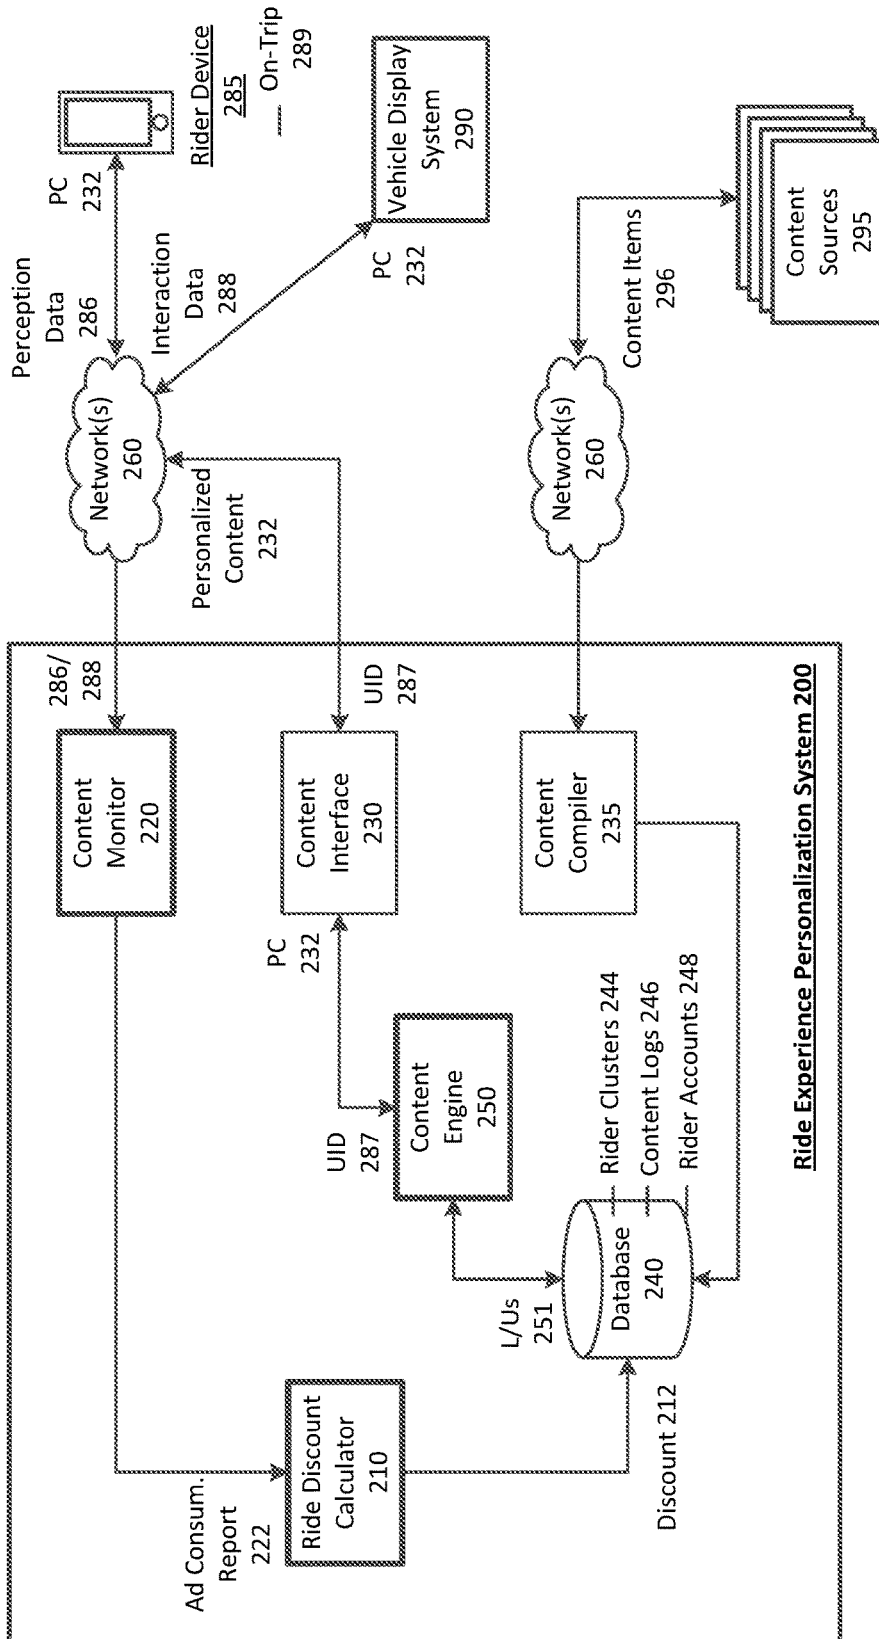 Ad Consum.
Report
222
Ride Discount
Calculator
210
Discount 212
L/Us
251
Database
240
Rider Clusters 244
Content Logs 246
Rider Accounts 248
UID
287
Content
Engine
250
PC
232
Content
Monitor
220
286/
288
Content
Interface
230
UID
287
Content
Compiler
235
Ride Experience Personalization System 200
Network(s)
260
Personalized
Content
232
Perception
Data
286
Interaction
Data
288
PC
232
Rider Device
285
On-Trip
289
PC
232
Vehicle Display
System
290
Network(s)
260
Content Items
296
Content
Sources
295